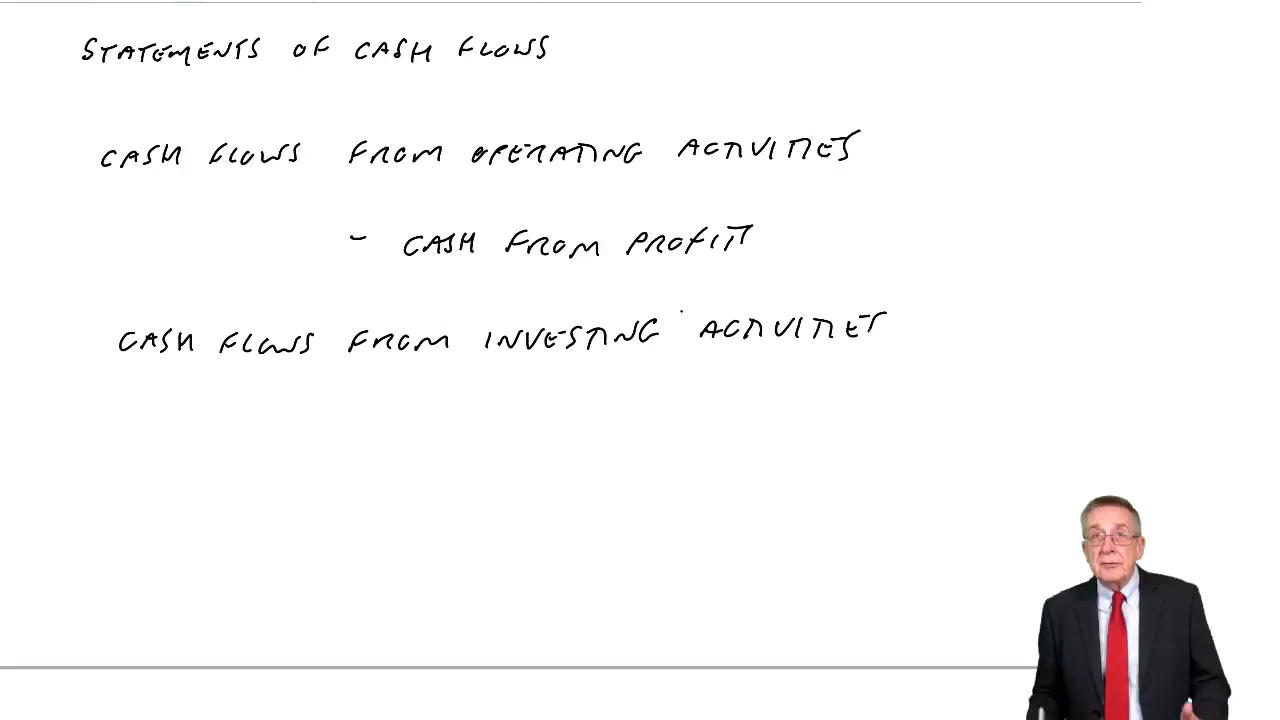 STATEMENTS OF CASH FLOWS
CASH FLOWS FROM OPERATING ACTIVITIES
- CASH FROM PROFIT
CASH FLOWS FROM INVESTING ACTIVITIES